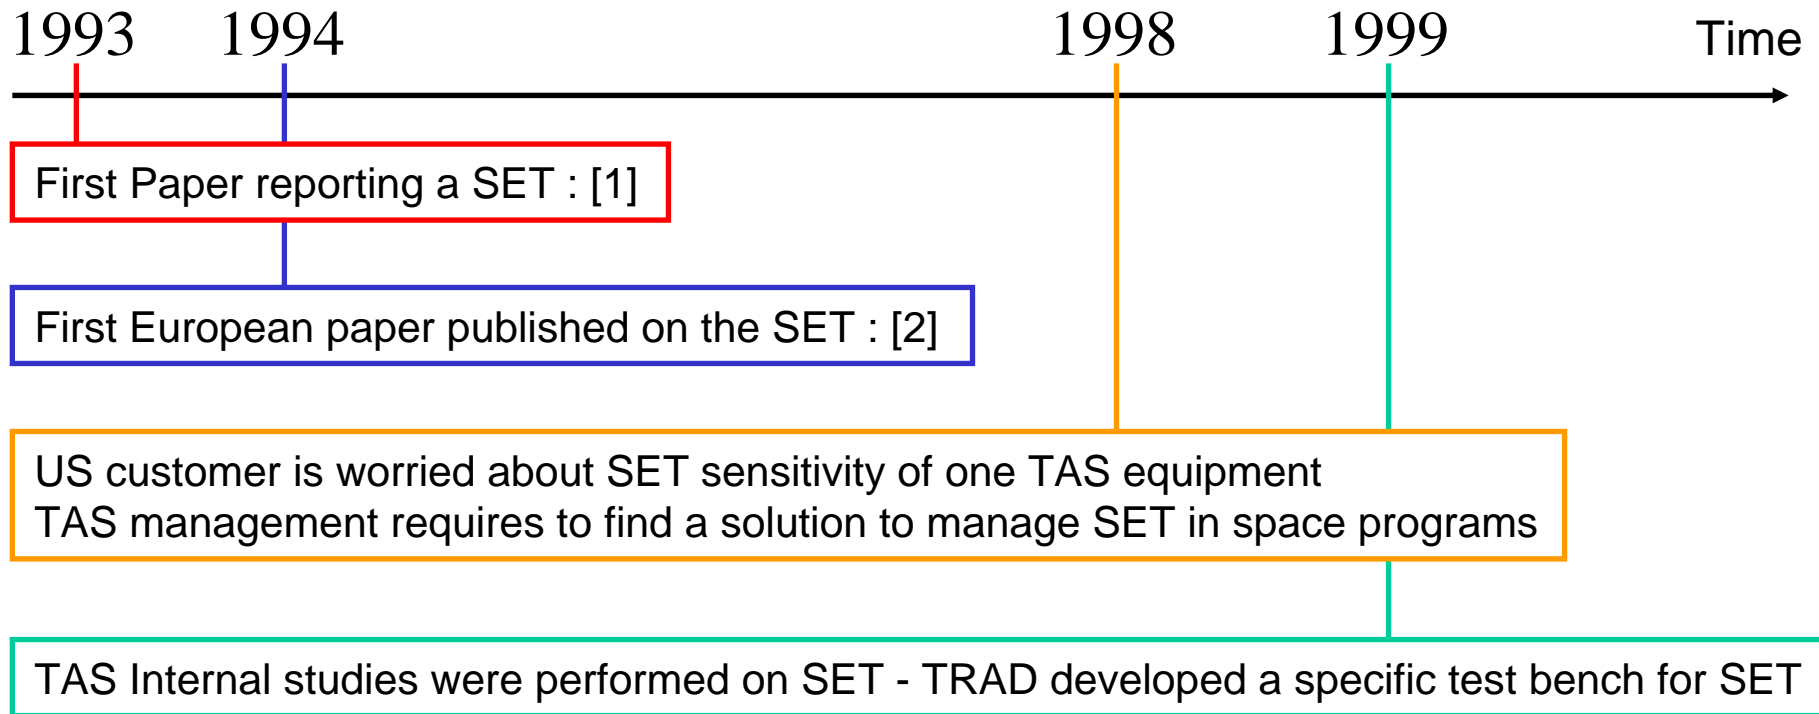 1993 1994 1998 1999 Time
First Paper reporting a SET : [1]
First European paper published on the SET : [2]
US customer is worried about SET sensitivity of one TAS equipment
TAS management requires to find a solution to manage SET in space programs
TAS Internal studies were performed on SET - TRAD developed a specific test bench for SET